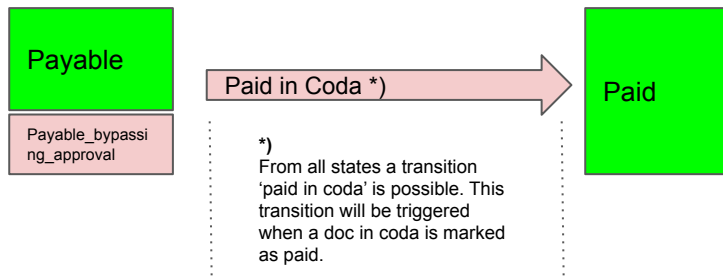 Payable
Payable_bypassi
ng_approval
Paid in Coda *)
Paid
*)
From all states a transition
‘paid in coda’ is possible. This
transition will be triggered
when a doc in coda is marked
as paid.